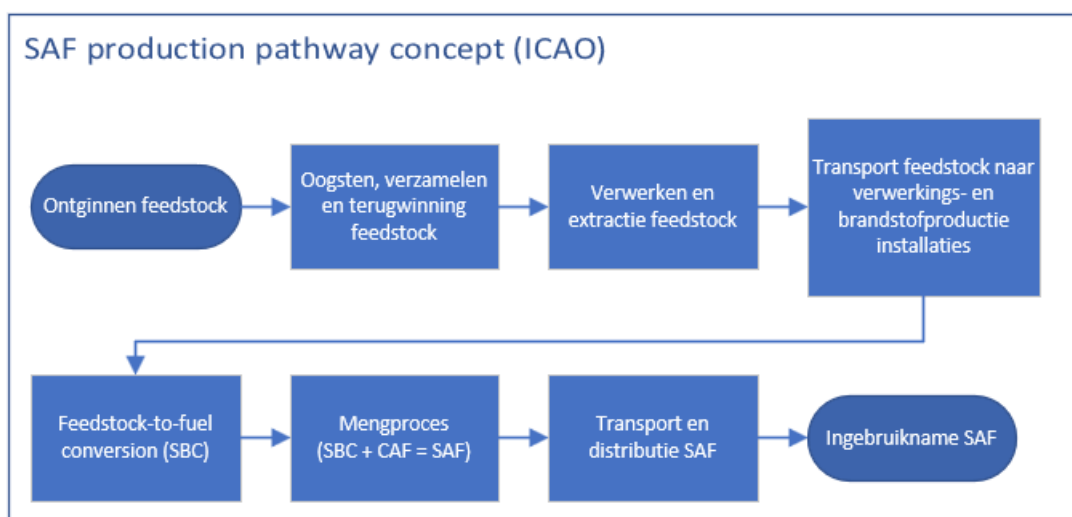 SAF production pathway concept (ICAO)
Ontginnen feedstock
Oogsten, verzamelen
en terugwinning
feedstock
Verwerken en
extractie feedstock
Transport feedstock naar
verwerkings- en
brandstofproductie
installaties
Feedstock-to-fuel
conversion (SBC)
Mengproces
(SBC + CAF = SAF)
Transport en
distributie SAF
Ingebruikname SAF